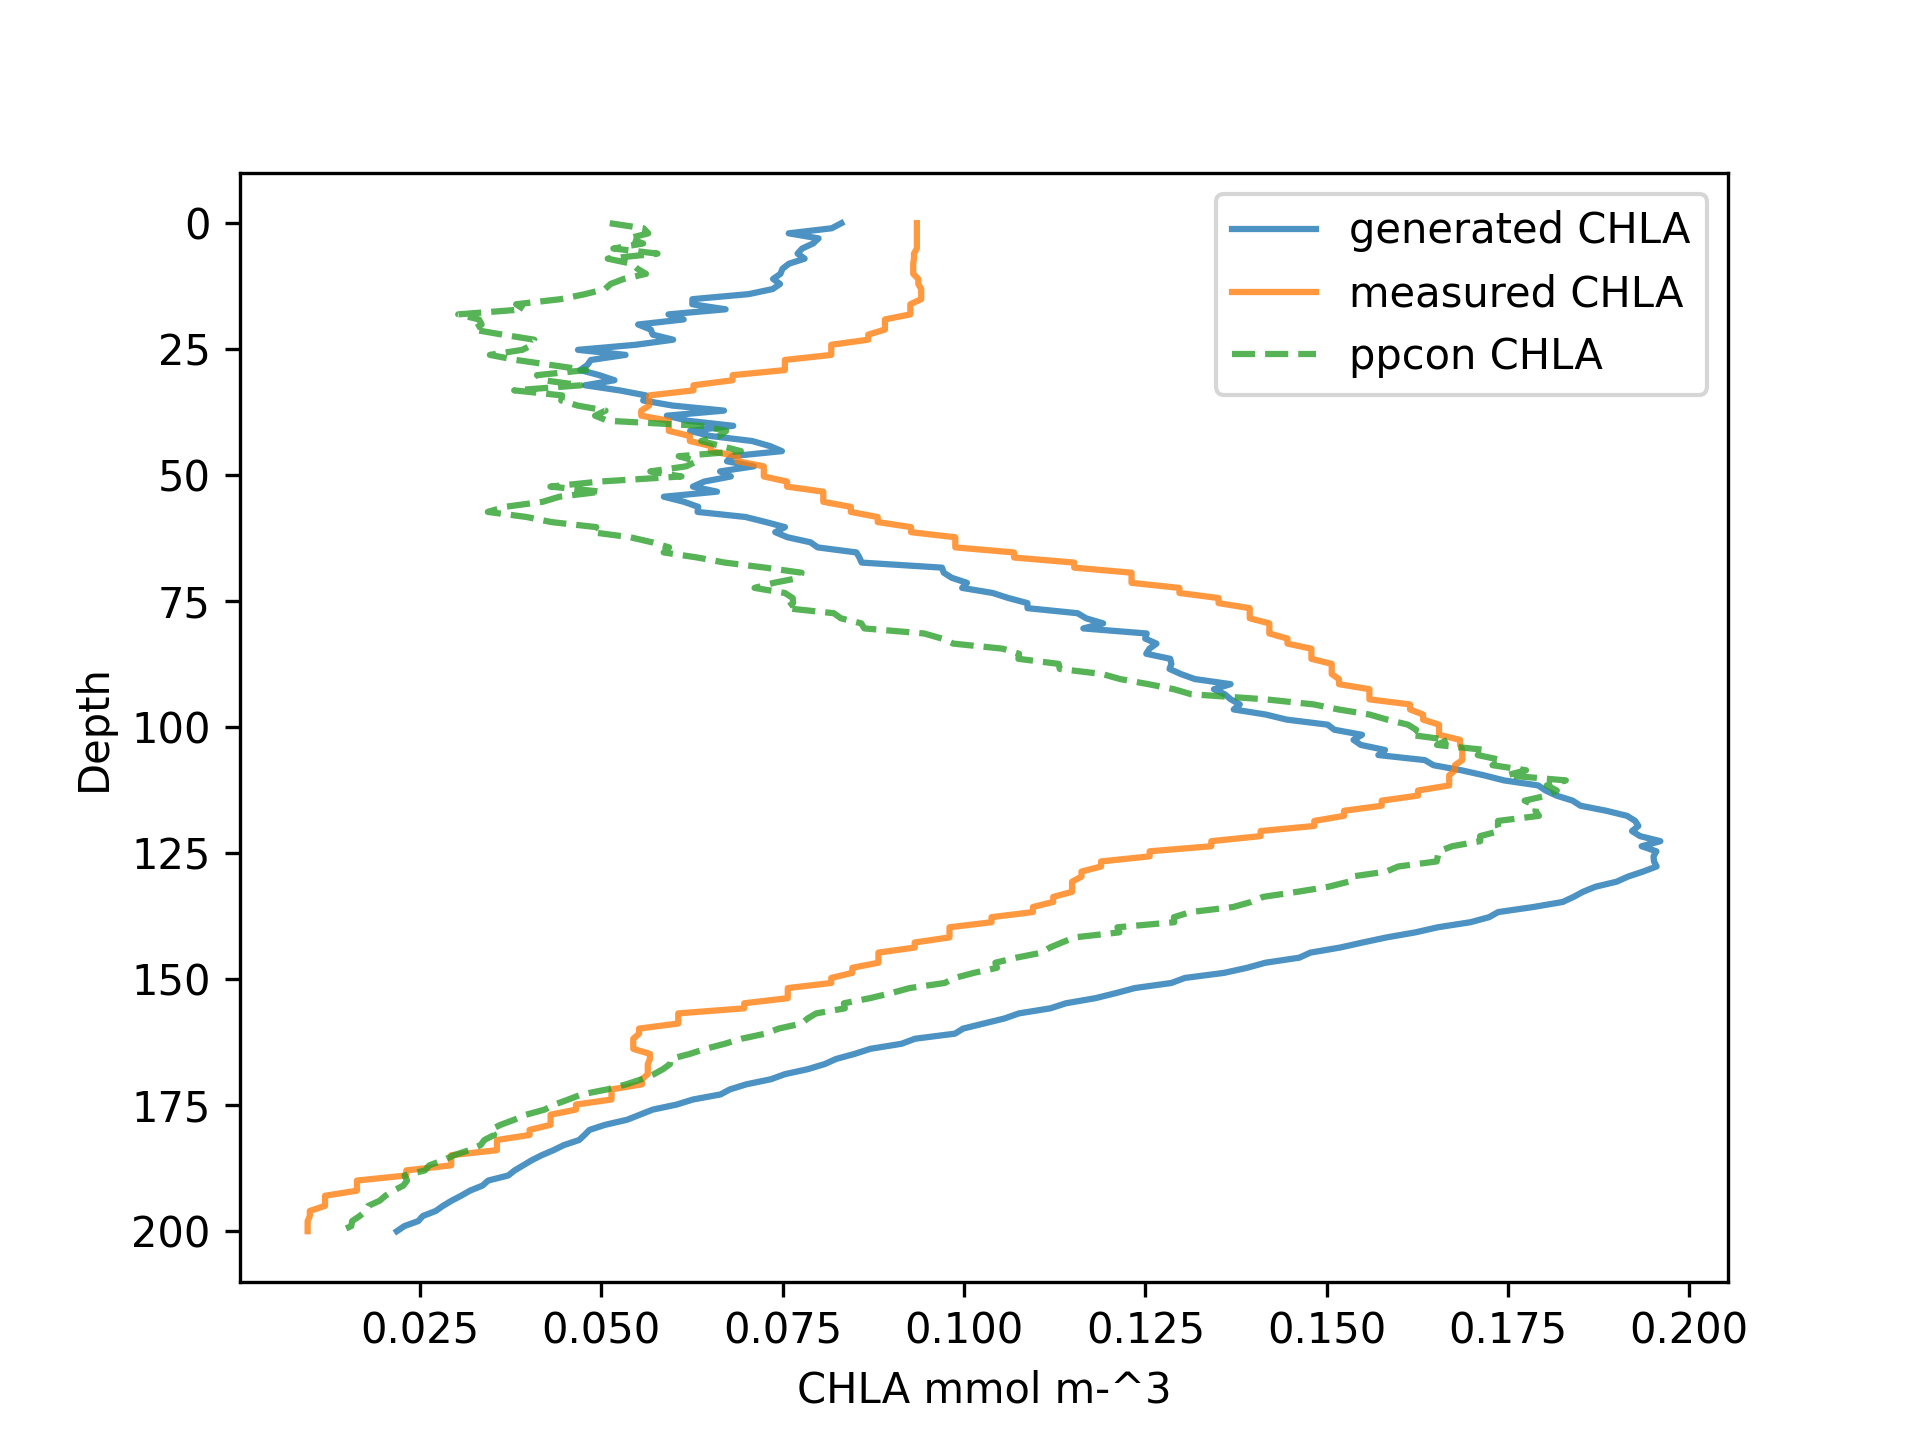 generated CHLA
measured CHLA
ppcon CHLA
0
25
50
75
100
125
150
175
200
Depth
0.025 0.050 0.075 0.100 0.125 0.150 0.175 0.200
CHLA mmol m-^3